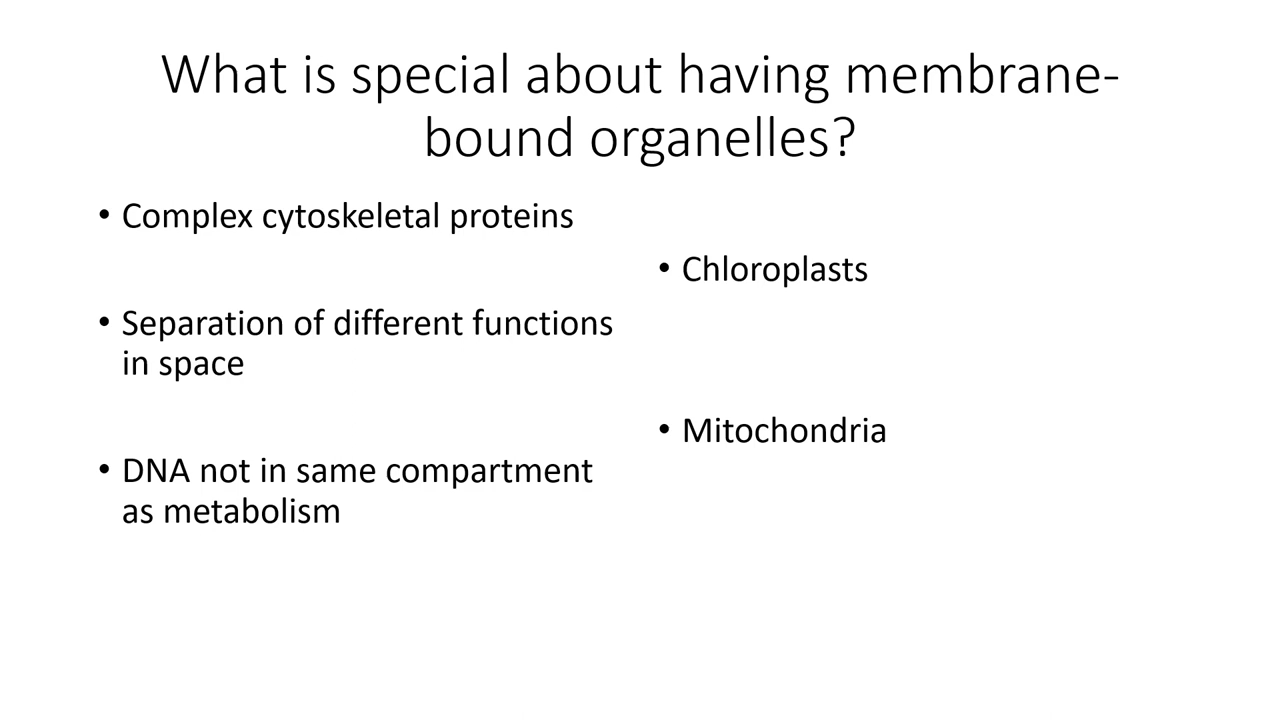 What is special about having membrane-
bound organelles?
• Complex cytoskeletal proteins
• Separation of different functions
in space
• DNA not in same compartment
as metabolism
• Chloroplasts
• Mitochondria